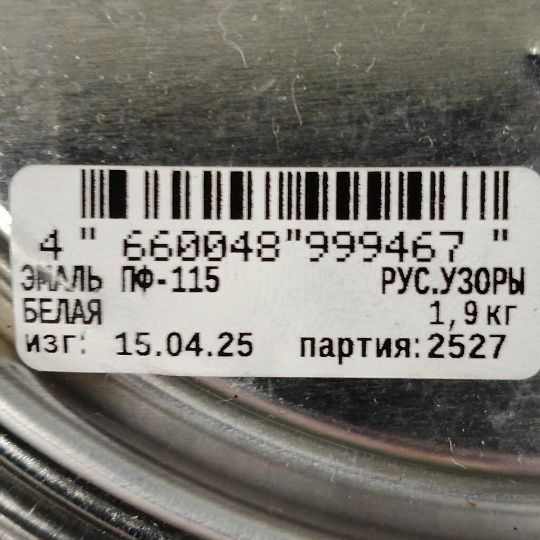 4 " 660048"999467 "
ЭМАЛЬ ПФ-115 РУС.УЗОРЫ
БЕЛАЯ 1,9 кг
изг: 15.04.25 партия:2527